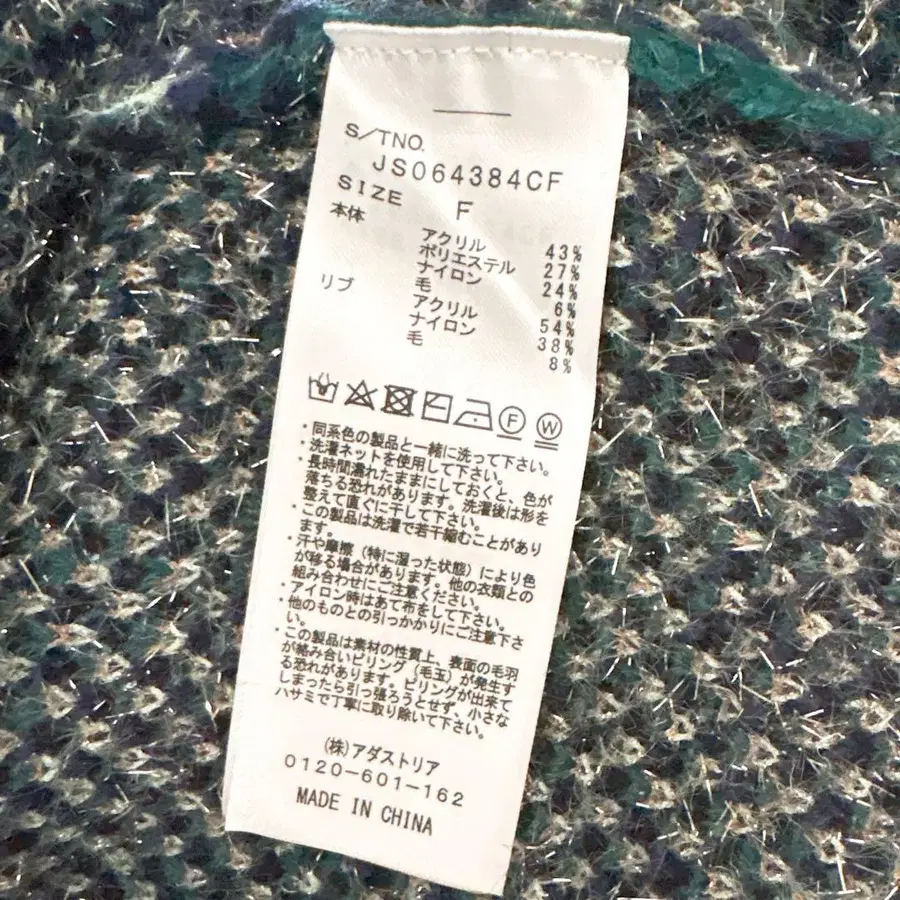 S/TNO.
JS064384CF
SIZE F
本体
アクリル 43%
ポリエステル 27%
ナイロン 24%
毛 6%
リブ
アクリル 54%
ナイロン 38%
毛 8%
F W
・同系色の製品と一緒に洗って下さい。
・洗濯ネットを使用して下さい。
・長時間濡れたままにしておくと、色が
落ちる恐れがあります。洗濯後は形を
整えて直ぐに干して下さい。
・この製品は洗濯で若干縮むことがあり
ます。
・汗や摩擦（特に湿った状態）により色
が移る場合があります。他の衣類との
組み合わせにご注意ください。
・アイロン時はあて布をして下さい。
・他のものとの引っかかりにご注意下さ
い。
・この製品は素材の性質上、表面の毛羽
が絡み合いピリング（毛玉）が発生す
る恐れがあります。ピリングが出来て
しまったら引っ張ろうとせず、小さな
ハサミで丁寧に取り除いて下さい。
(株)アダストリア
0120-601-162
MADE IN CHINA